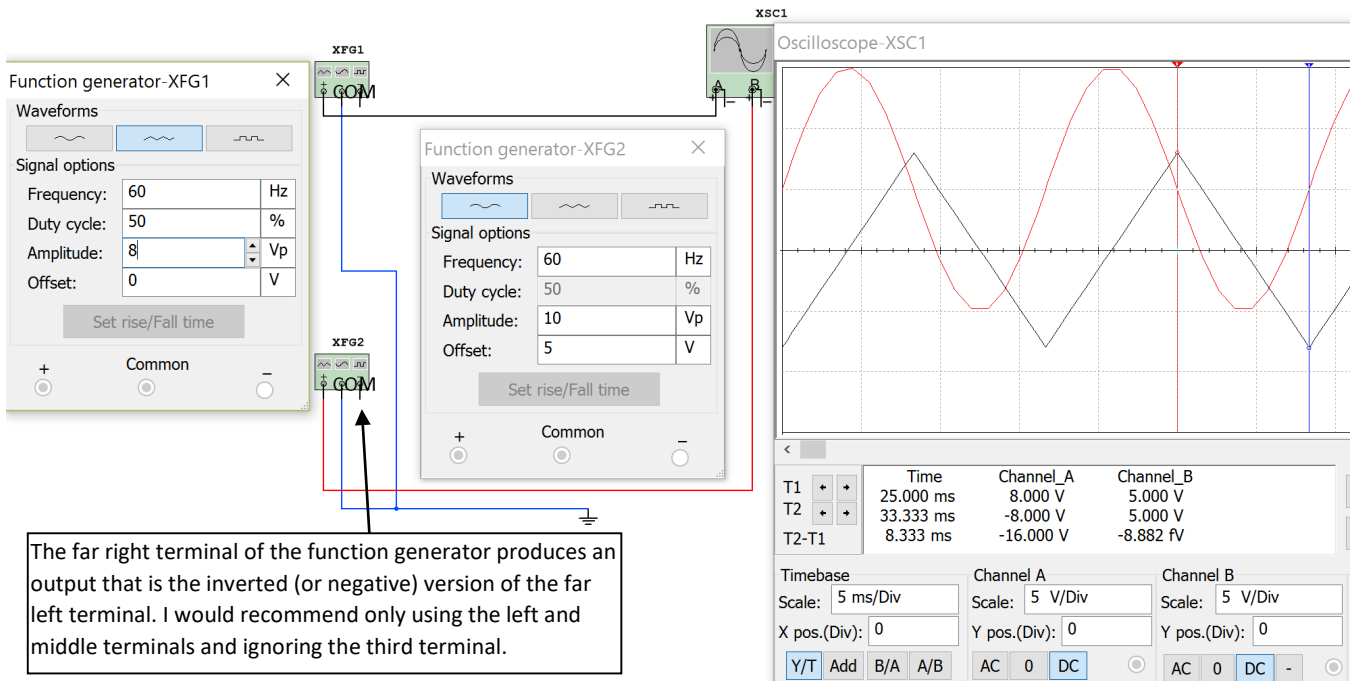 XSC1
XFG1
COM
A B
Function generator-XFG1
Waveforms
Signal options
Frequency: 60 Hz
Duty cycle: 50 %
Amplitude: 8 Vp
Offset: 0 V
Set rise/Fall time
+ Common −
Function generator-XFG2
Waveforms
Signal options
Frequency: 60 Hz
Duty cycle: 50 %
Amplitude: 10 Vp
Offset: 5 V
Set rise/Fall time
+ Common −
XFG2
COM
The far right terminal of the function generator produces an
output that is the inverted (or negative) version of the far
left terminal. I would recommend only using the left and
middle terminals and ignoring the third terminal.
Oscilloscope-XSC1
Time Channel_A Channel_B
T1 25.000 ms 8.000 V 5.000 V
T2 33.333 ms -8.000 V 5.000 V
T2-T1 8.333 ms -16.000 V -8.882 fV
Timebase
Scale: 5 ms/Div
X pos.(Div): 0
Y/T Add B/A A/B
Channel A
Scale: 5 V/Div
Y pos.(Div): 0
AC 0 DC
Channel B
Scale: 5 V/Div
Y pos.(Div): 0
AC 0 DC -